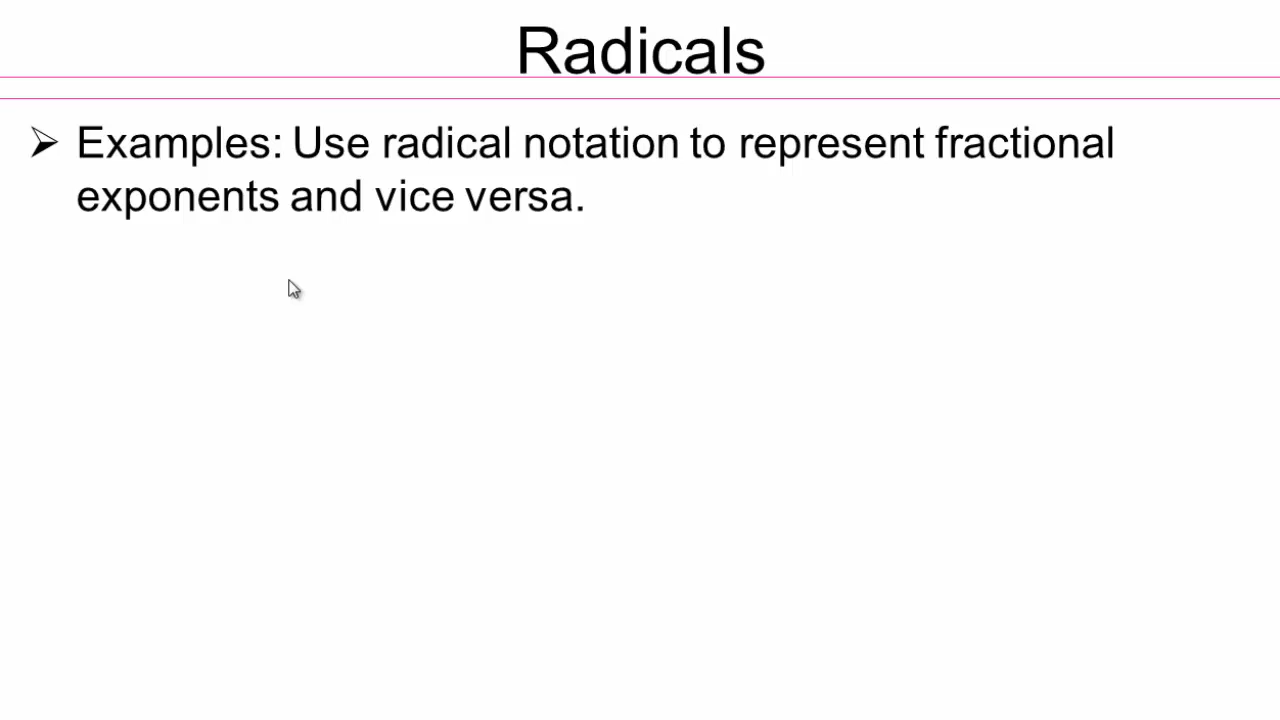 Radicals
➢ Examples: Use radical notation to represent fractional
exponents and vice versa.